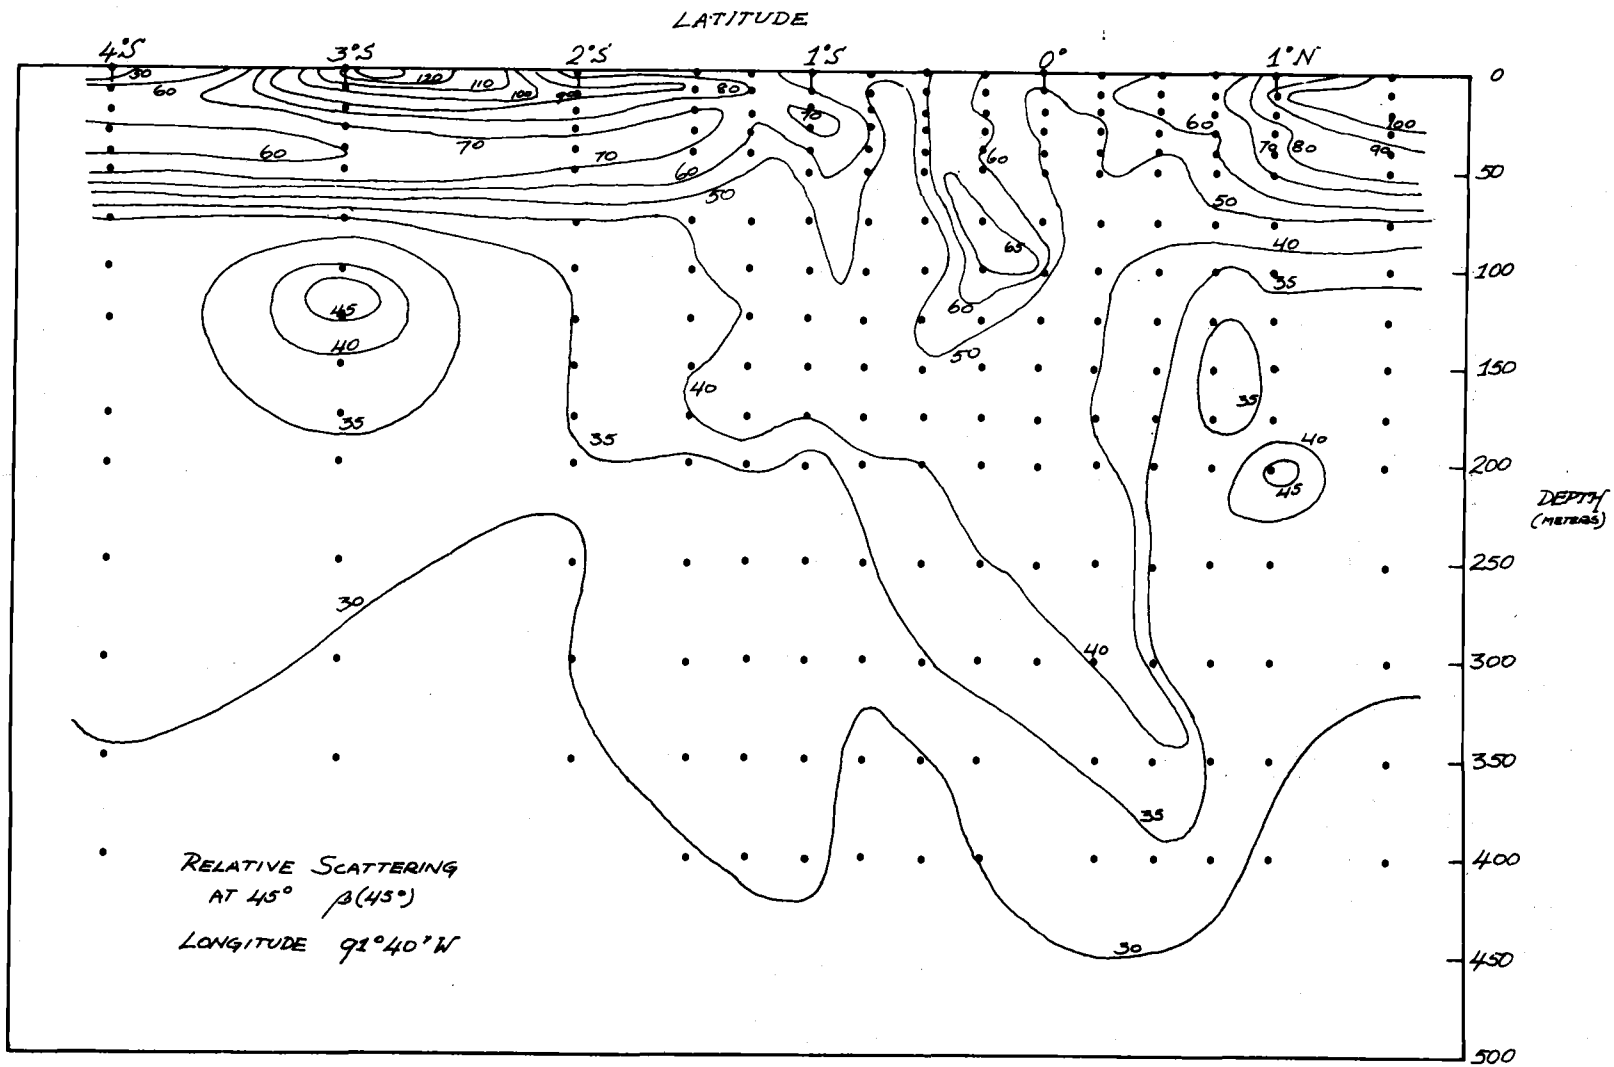 LATITUDE
4°S 3°S 2°S 1°S 0° 1°N
50 120 0
60 110 100 90 80
70 60 100
60 70 70 60 70 80 90
60 50 50 50
65 40
35 100
45 60
40 50
40 35 150
35 35 40
45 200
DEPTH
(METERS)
250
30
40 300
350
35
RELATIVE SCATTERING 400
AT 45° β(45°)
LONGITUDE 91°40'W
30 450
500